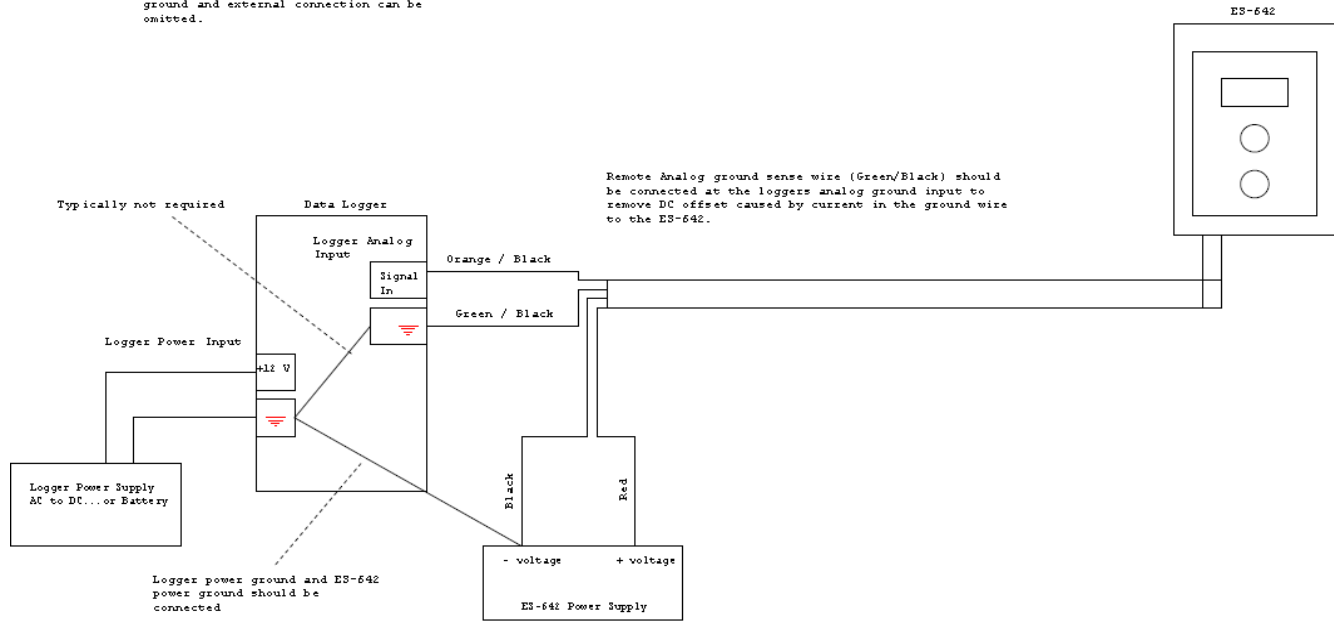 ground and external connection can be
omitted.
ES-642
Remote Analog ground sense wire (Green/Black) should
be connected at the loggers analog ground input to
remove DC offset caused by current in the ground wire
to the ES-642.
Typically not required
Data Logger
Logger Analog
Input
Orange / Black
Signal
In
Green / Black
Logger Power Input
+12 V
Logger Power Supply
AC to DC...or Battery
Black
Red
- voltage
+ voltage
ES-642 Power Supply
Logger power ground and ES-642
power ground should be
connected